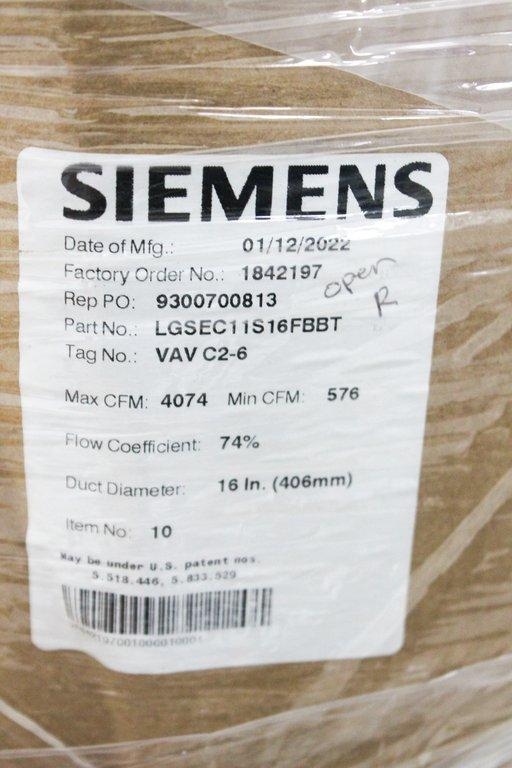 SIEMENS
Date of Mfg.: 01/12/2022
Factory Order No.: 1842197
open
R
Rep PO: 9300700813
Part No.: LGSEC11S16FBBT
Tag No.: VAV C2-6
Max CFM: 4074 Min CFM: 576
Flow Coefficient: 74%
Duct Diameter: 16 In. (406mm)
Item No: 10
May be under U.S. patent nos.
5.518.446, 5.833.529